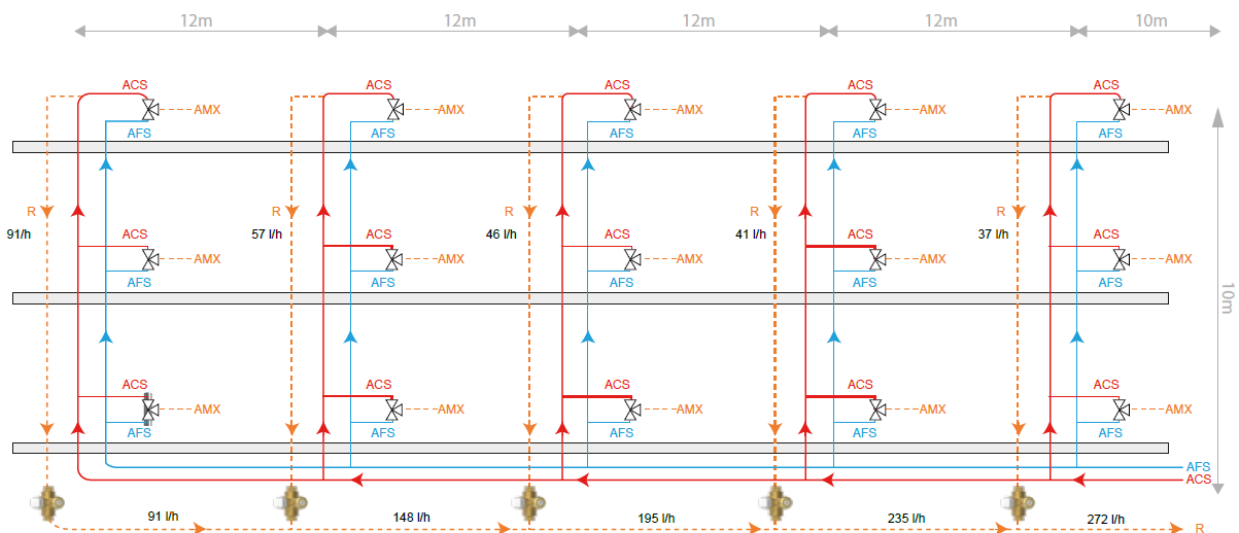 12m
12m
12m
12m
10m
ACS
ACS
ACS
ACS
ACS
AMX
AMX
AMX
AMX
AMX
AFS
AFS
AFS
AFS
AFS
R
R
R
R
R
91/h
57 l/h
46 l/h
41 l/h
37 l/h
ACS
ACS
ACS
ACS
ACS
AMX
AMX
AMX
AMX
AMX
AFS
AFS
AFS
AFS
AFS
10m
ACS
ACS
ACS
ACS
ACS
AMX
AMX
AMX
AMX
AMX
AFS
AFS
AFS
AFS
AFS
AFS
ACS
91 l/h
148 l/h
195 l/h
235 l/h
272 l/h
R